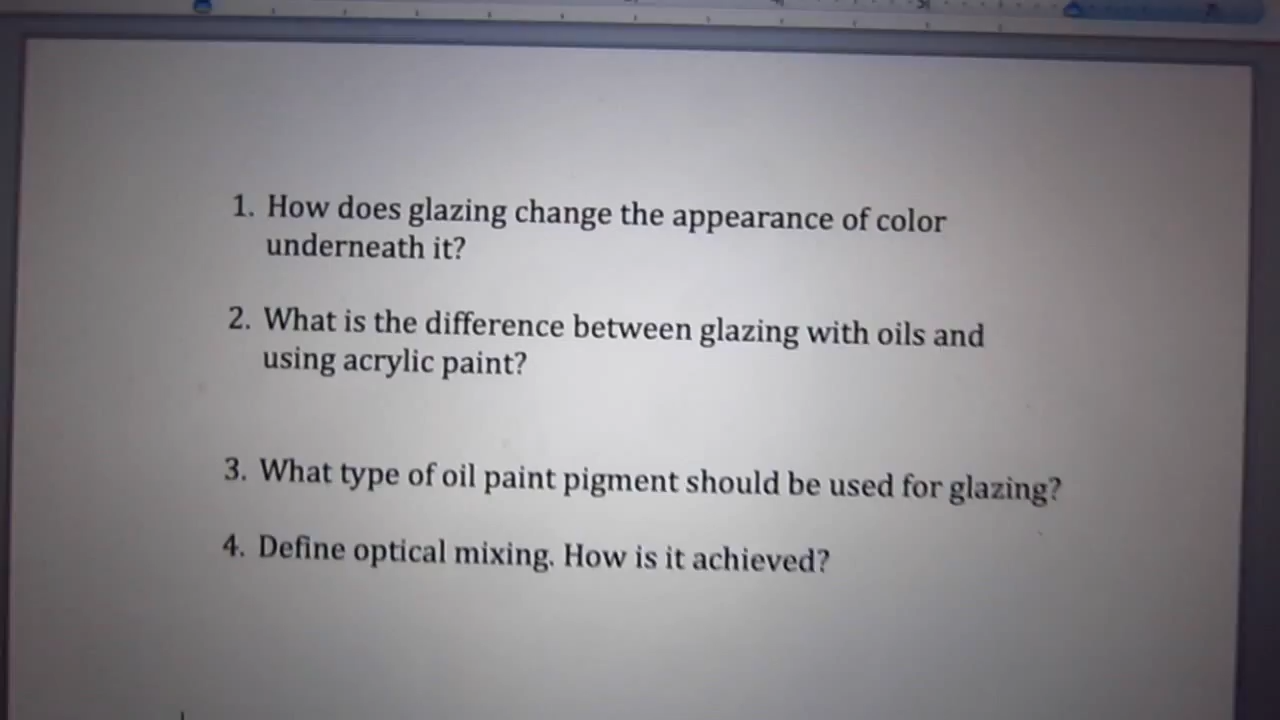 1. How does glazing change the appearance of color
underneath it?
2. What is the difference between glazing with oils and
using acrylic paint?
3. What type of oil paint pigment should be used for glazing?
4. Define optical mixing. How is it achieved?